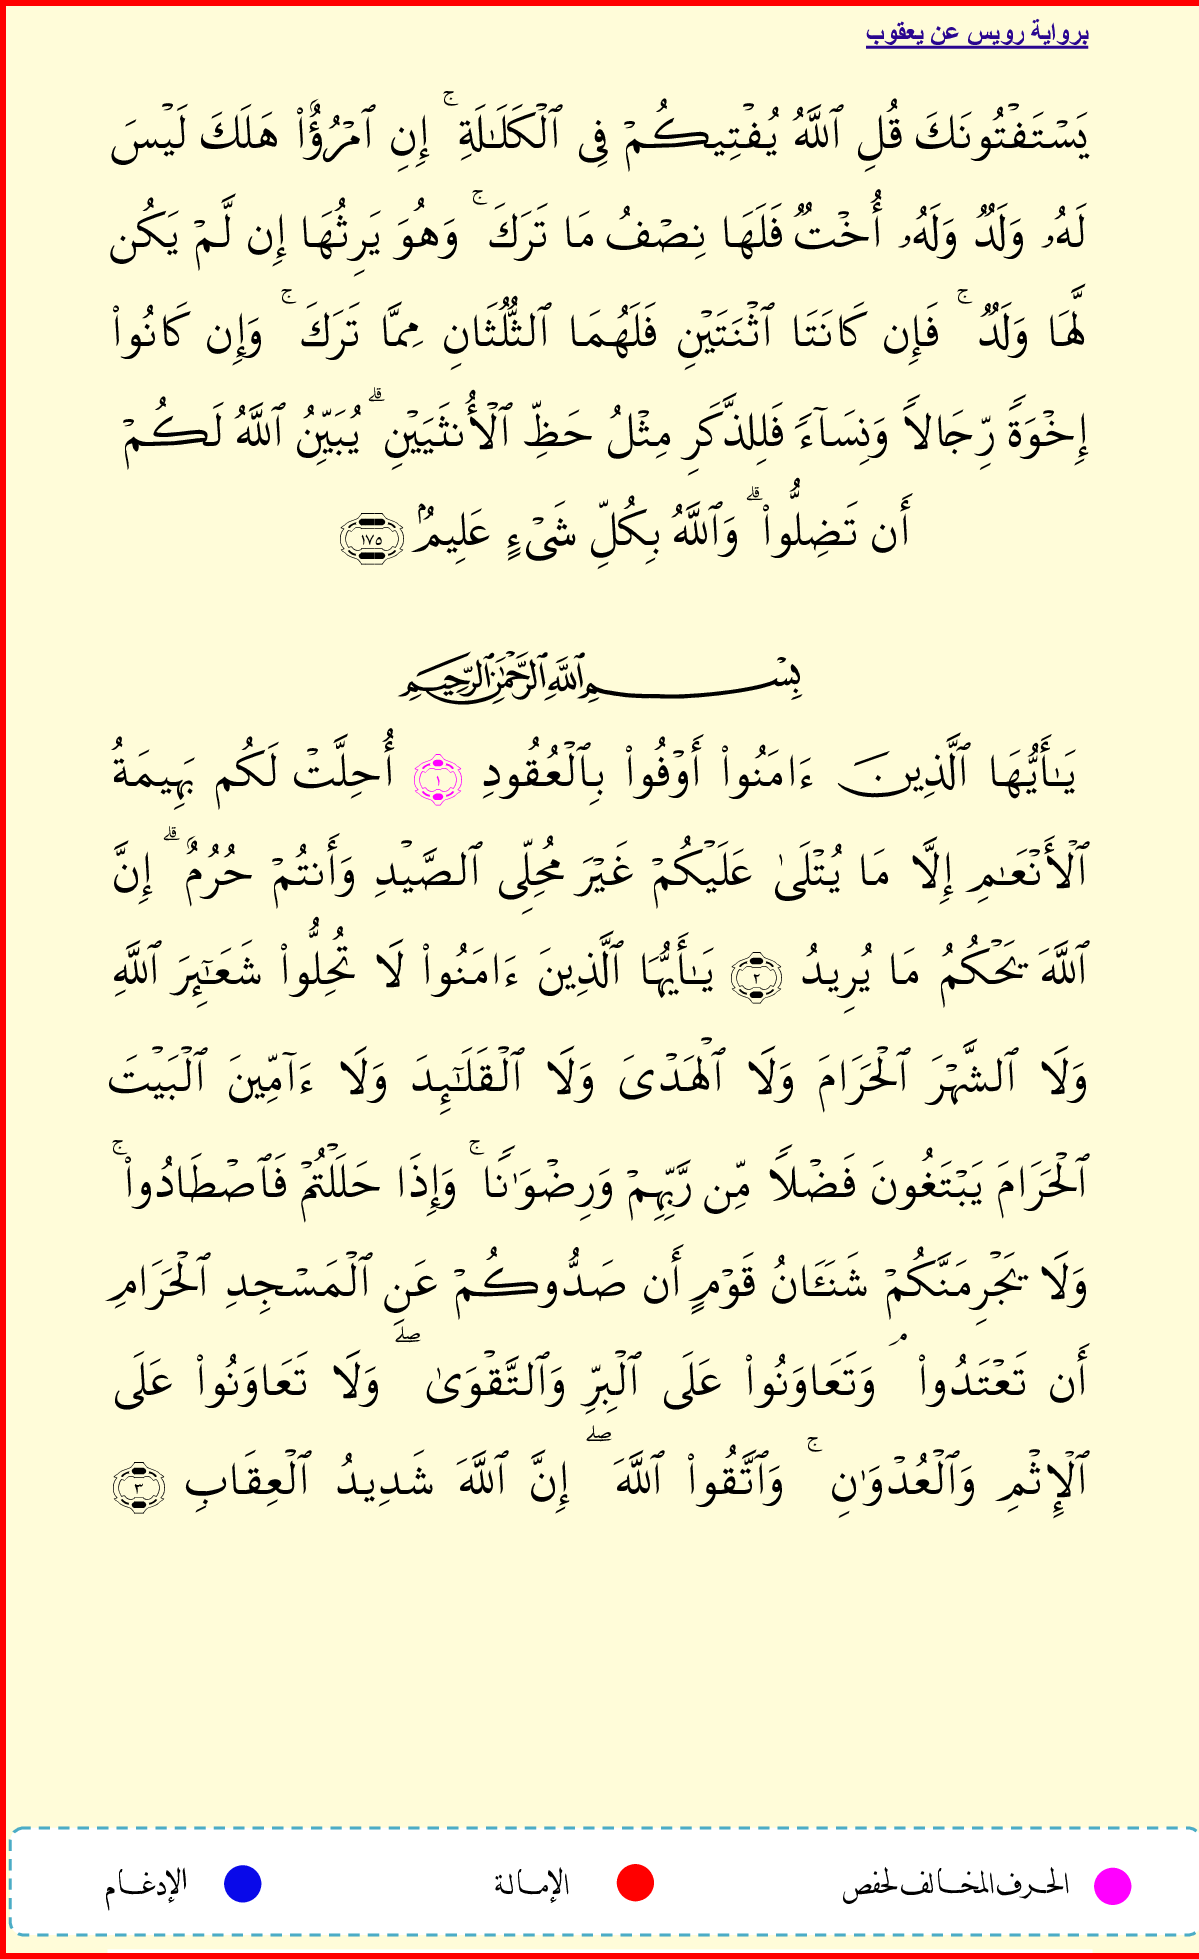 برواية رويس عن يعقوب
يَسۡتَفۡتُونَكَ قُلِ ٱللَّهُ يُفۡتِيكُمۡ فِى ٱلۡكَلَـٰلَةِۚ إِنِ ٱمۡرُؤٌاْ هَلَكَ لَيۡسَ
لَهُۥ وَلَدٌ وَلَهُۥ أُخۡتٌ فَلَهَا نِصۡفُ مَا تَرَكَۚ وَهُوَ يَرِثُهَا إِن لَّمۡ يَكُن
لَّهَا وَلَدٌۚ فَإِن كَانَتَا ٱثۡنَتَيۡنِ فَلَهُمَا ٱلثُّلُثَانِ مِمَّا تَرَكَۚ وَإِن كَانُواْ
إِخۡوَةً رِّجَالاً وَنِسَآءً فَلِلذَّكَرِ مِثۡلُ حَظِّ ٱلۡأُنثَيَيۡنِۗ يُبَيِّنُ ٱللَّهُ لَكُمۡ
أَن تَضِلُّواْۗ وَٱللَّهُ بِكُلِّ شَىۡءٍ عَلِيمُۢ ١٧٥
بِسۡمِ ٱللَّهِ ٱلرَّحۡمَـٰنِ ٱلرَّحِيمِ
يَـٰأَيُّهَا ٱلَّذِينَ ءَامَنُواْ أَوۡفُواْ بِٱلۡعُقُودِ ١ أُحِلَّتۡ لَكُم بَهِيمَةُ
ٱلۡأَنۡعَـٰمِ إِلَّا مَا يُتۡلَىٰ عَلَيۡكُمۡ غَيۡرَ مُحِلِّى ٱلصَّيۡدِ وَأَنتُمۡ حُرُمٌۗ إِنَّ
ٱللَّهَ يَحۡكُمُ مَا يُرِيدُ ٢ يَـٰأَيُّهَا ٱلَّذِينَ ءَامَنُواْ لَا تُحِلُّواْ شَعَـٰٓئِرَ ٱللَّهِ
وَلَا ٱلشَّهۡرَ ٱلۡحَرَامَ وَلَا ٱلۡهَدۡىَ وَلَا ٱلۡقَلَـٰٓئِدَ وَلَا ءَآمِّينَ ٱلۡبَيۡتَ
ٱلۡحَرَامَ يَبۡتَغُونَ فَضۡلاً مِّن رَّبِّهِمۡ وَرِضۡوَٰنًاۚ وَإِذَا حَلَلۡتُمۡ فَٱصۡطَادُواْۚ
وَلَا يَجۡرِمَنَّكُمۡ شَنَـَٔانُ قَوۡمٍ أَن صَدُّوكُمۡ عَنِ ٱلۡمَسۡجِدِ ٱلۡحَرَامِ
أَن تَعۡتَدُواْۘ وَتَعَاوَنُواْ عَلَى ٱلۡبِرِّ وَٱلتَّقۡوَىٰۖ وَلَا تَعَاوَنُواْ عَلَى
ٱلۡإِثۡمِ وَٱلۡعُدۡوَٰنِۚ وَٱتَّقُواْ ٱللَّهَۖ إِنَّ ٱللَّهَ شَدِيدُ ٱلۡعِقَابِ ٣
الحرف المخالف لحفص الإمالة الإدغام